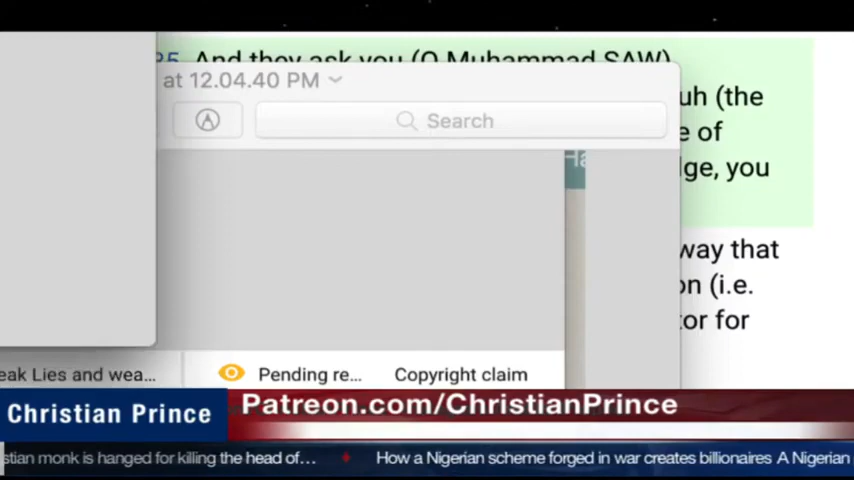 And they ask you (O Muhammad SAW)
at 12.04.40 PM
uh (the
Search
e of
lge, you
way that
on (i.e.
tor for
eak Lies and wea... Pending re... Copyright claim
Christian Prince
Patreon.com/ChristianPrince
stian monk is hanged for killing the head of... How a Nigerian scheme forged in war creates billionaires A Nigerian